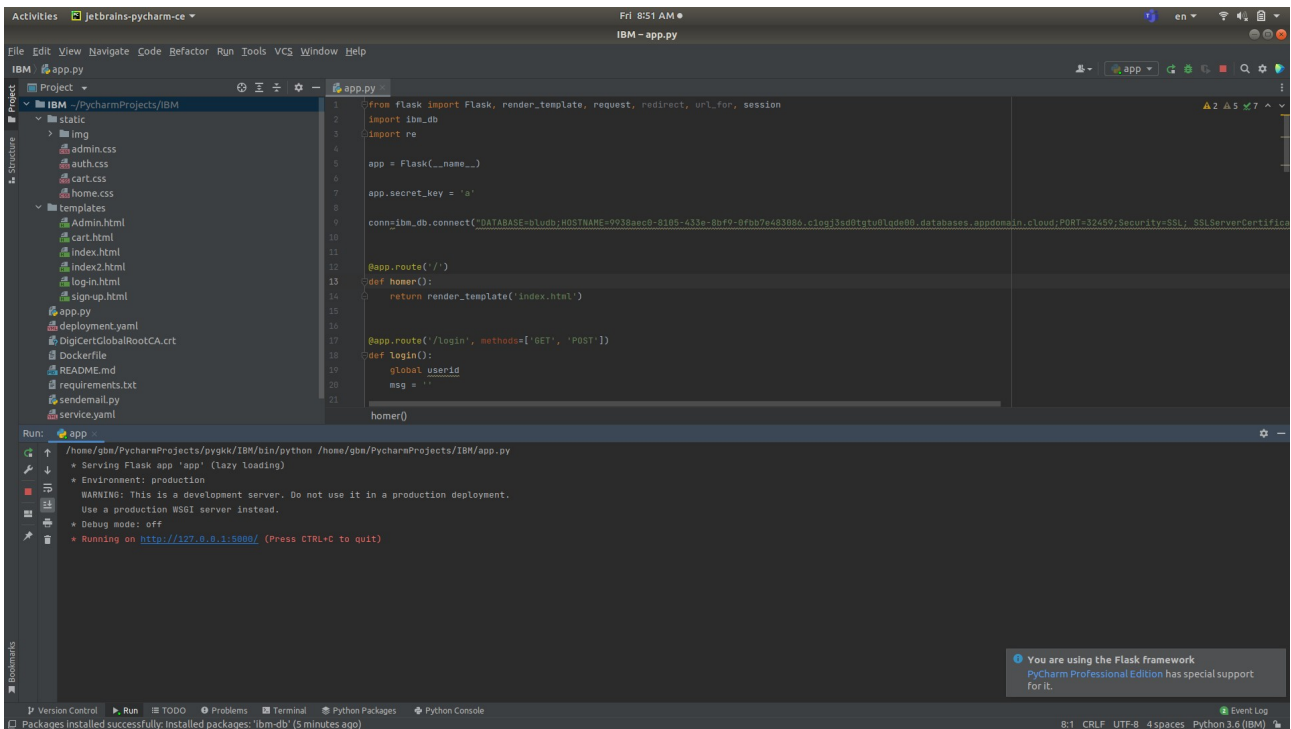 Activities jetbrains-pycharm-ce Fri 8:51 AM en
IBM – app.py
File Edit View Navigate Code Refactor Run Tools VCS Window Help
IBM app.py app
Project
app.py
IBM ~/PycharmProjects/IBM
static
img
admin.css
auth.css
cart.css
home.css
templates
Admin.html
cart.html
index.html
index2.html
log-in.html
sign-up.html
app.py
deployment.yaml
DigiCertGlobalRootCA.crt
Dockerfile
README.md
requirements.txt
sendemail.py
service.yaml
Project
Structure
Bookmarks
2 5 7
1 from flask import Flask, render_template, request, redirect, url_for, session
2 import ibm_db
3 import re
4
5 app = Flask(__name__)
6
7 app.secret_key = 'a'
8
9 conn=ibm_db.connect("DATABASE=bludb;HOSTNAME=9938aec0-8105-433e-8bf9-0fbb7e483086.c1ogj3sd0tgtu0lqde00.databases.appdomain.cloud;PORT=32459;Security=SSL; SSLServerCertifica
10
11
12 @app.route('/')
13 def homer():
14 return render_template('index.html')
15
16
17 @app.route('/login', methods=['GET', 'POST'])
18 def login():
19 global userid
20 msg = ''
21
homer()
Run: app
/home/gbm/PycharmProjects/pygkk/IBM/bin/python /home/gbm/PycharmProjects/IBM/app.py
* Serving Flask app 'app' (lazy loading)
* Environment: production
WARNING: This is a development server. Do not use it in a production deployment.
Use a production WSGI server instead.
* Debug mode: off
* Running on http://127.0.0.1:5000/ (Press CTRL+C to quit)
You are using the Flask framework
PyCharm Professional Edition has special support
for it.
Version Control Run TODO Problems Terminal Python Packages Python Console 2 Event Log
Packages installed successfully: Installed packages: 'ibm-db' (5 minutes ago) 8:1 CRLF UTF-8 4 spaces Python 3.6 (IBM)